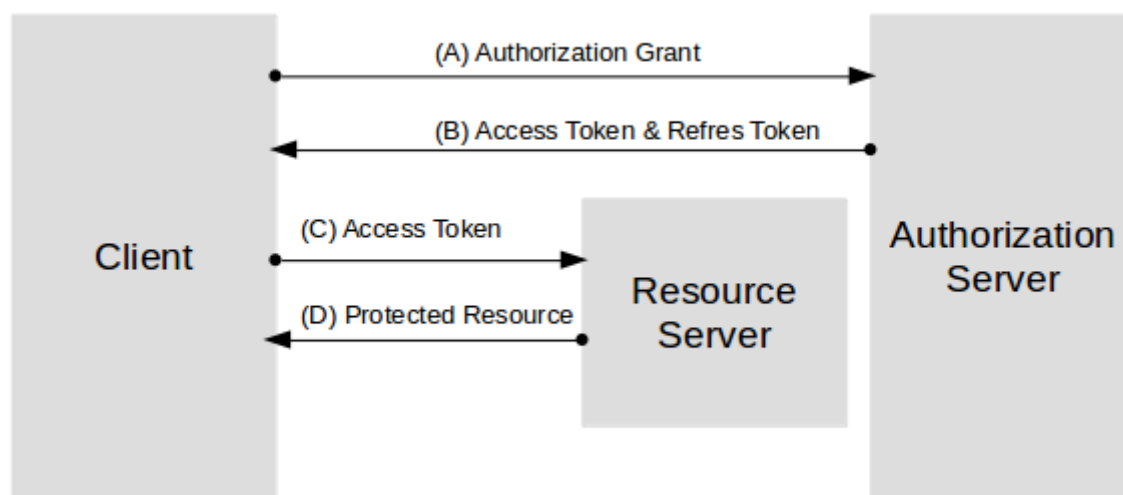 (A) Authorization Grant
(B) Access Token & Refres Token
(C) Access Token
(D) Protected Resource
Client
Resource
Server
Authorization
Server